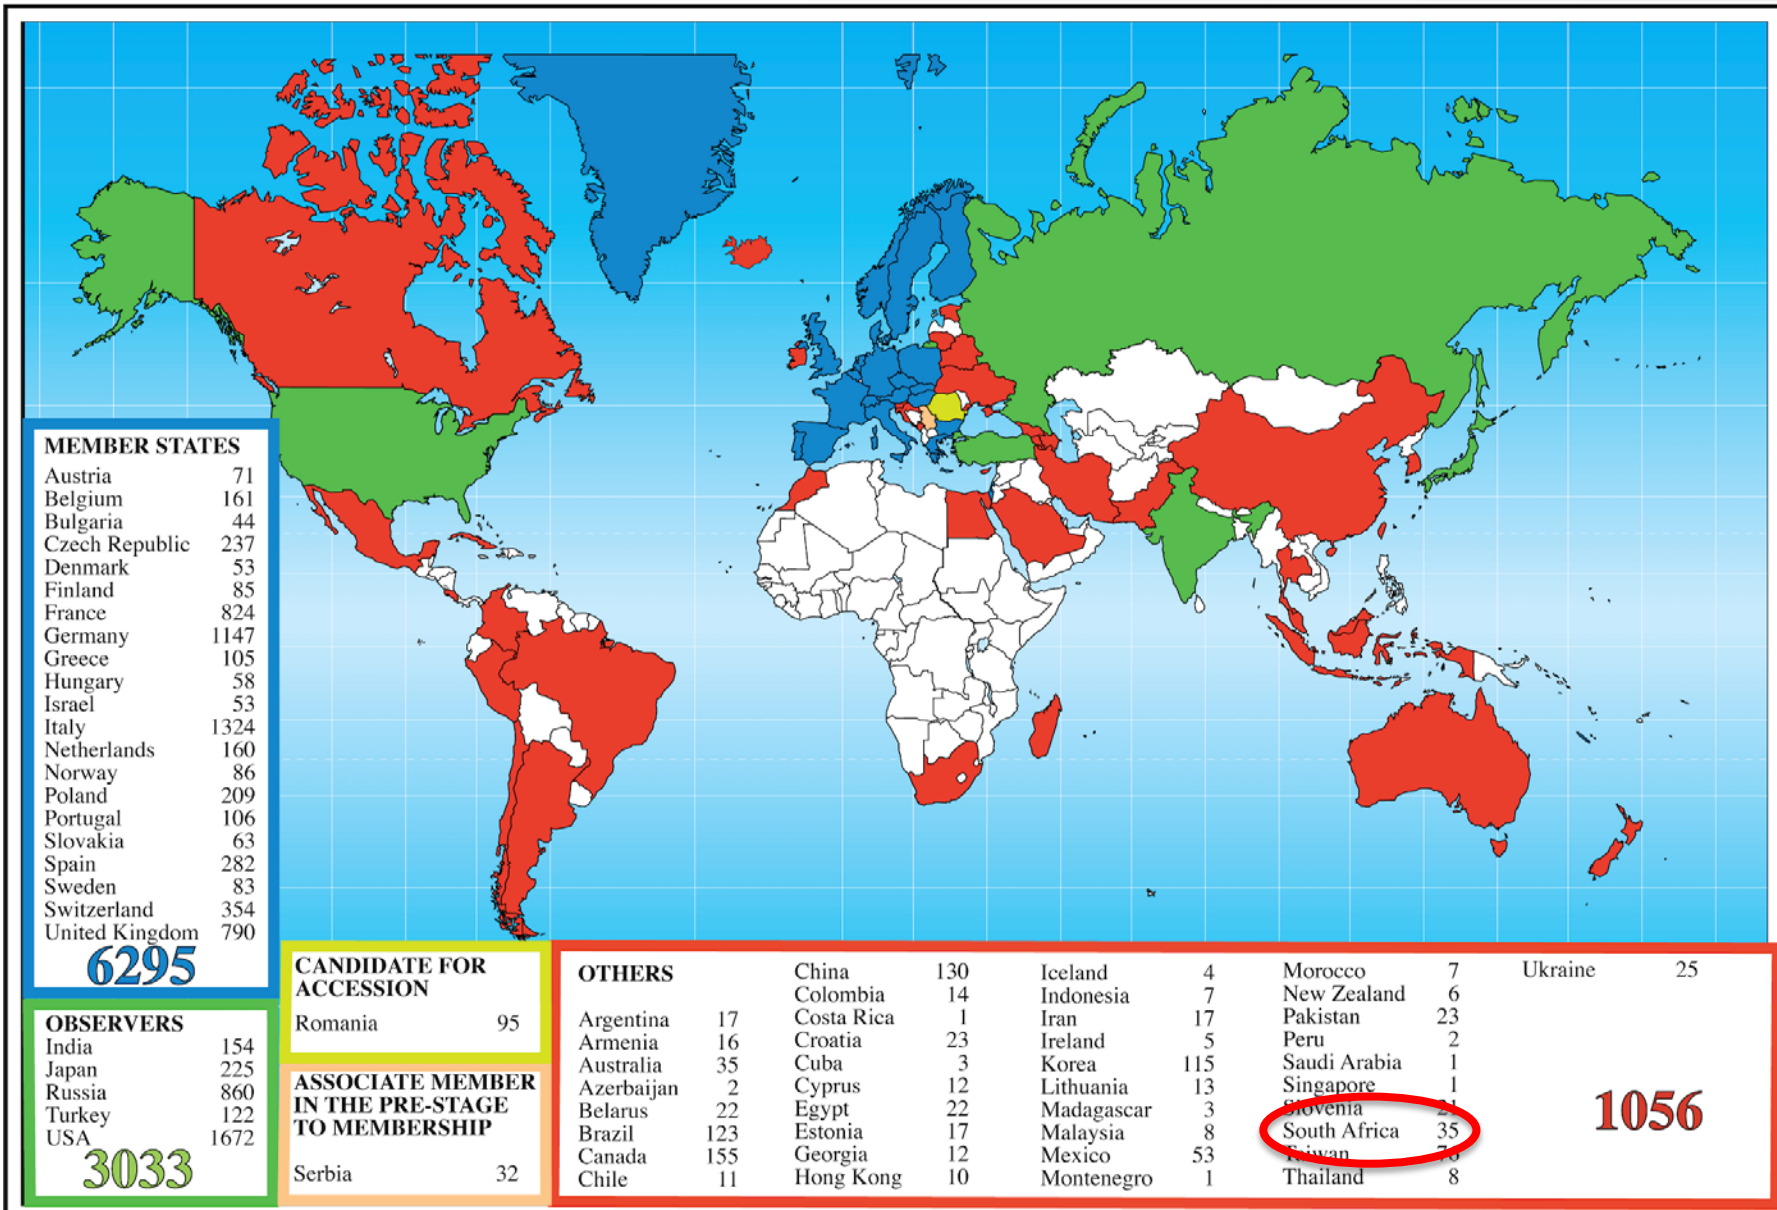 MEMBER STATES
Austria 71
Belgium 161
Bulgaria 44
Czech Republic 237
Denmark 53
Finland 85
France 824
Germany 1147
Greece 105
Hungary 58
Israel 53
Italy 1324
Netherlands 160
Norway 86
Poland 209
Portugal 106
Slovakia 63
Spain 282
Sweden 83
Switzerland 354
United Kingdom 790
6295
OBSERVERS
India 154
Japan 225
Russia 860
Turkey 122
USA 1672
3033
CANDIDATE FOR
ACCESSION
Romania 95
ASSOCIATE MEMBER
IN THE PRE-STAGE
TO MEMBERSHIP
Serbia 32
OTHERS
Argentina 17
Armenia 16
Australia 35
Azerbaijan 2
Belarus 22
Brazil 123
Canada 155
Chile 11
China 130
Colombia 14
Costa Rica 1
Croatia 23
Cuba 3
Cyprus 12
Egypt 22
Estonia 17
Georgia 12
Hong Kong 10
Iceland 4
Indonesia 7
Iran 17
Ireland 5
Korea 115
Lithuania 13
Madagascar 3
Malaysia 8
Mexico 53
Montenegro 1
Morocco 7
New Zealand 6
Pakistan 23
Peru 2
Saudi Arabia 1
Singapore 1
Slovenia 21
South Africa 35
Taiwan 76
Thailand 8
Ukraine 25
1056